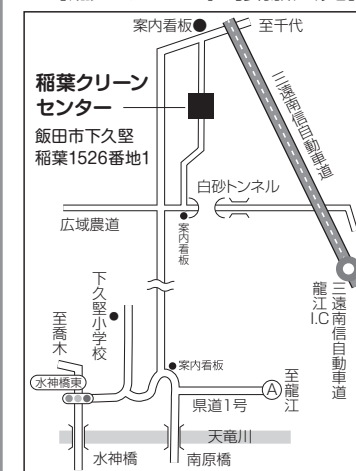 案内看板
至千代
稲葉クリーン
センター
飯田市下久堅
稲葉1526番地1
三遠南信自動車道
白砂トンネル
広域農道
案内看板
三遠南信自動車道
龍江I.C
下久堅小学校
至喬木
水神橋東
案内看板
県道1号
A
至龍江
天竜川
水神橋
南原橋